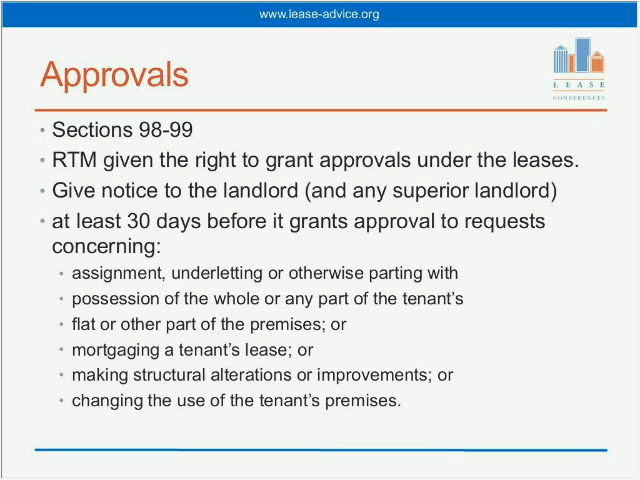 www.lease-advice.org
Approvals
L E A S E
CONFERENCES
• Sections 98-99
• RTM given the right to grant approvals under the leases.
• Give notice to the landlord (and any superior landlord)
• at least 30 days before it grants approval to requests
concerning:
• assignment, underletting or otherwise parting with
• possession of the whole or any part of the tenant’s
• flat or other part of the premises; or
• mortgaging a tenant’s lease; or
• making structural alterations or improvements; or
• changing the use of the tenant’s premises.